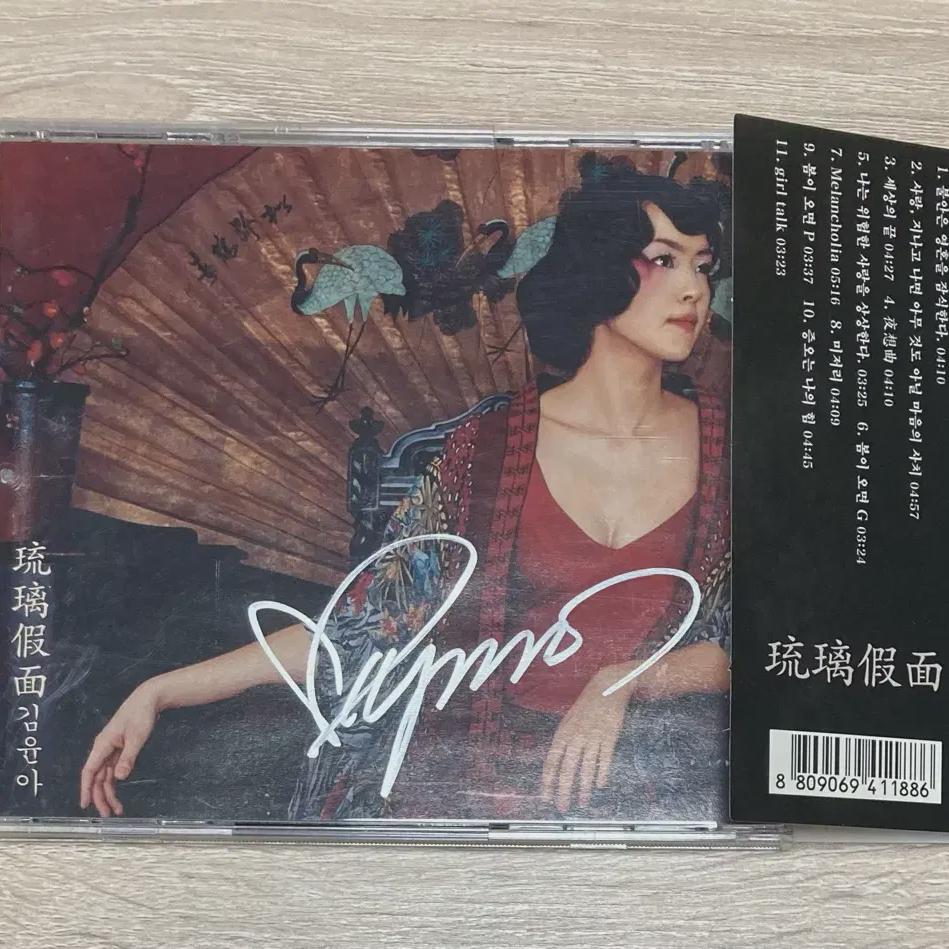 琉璃假面 김윤아
1. 불안은 영혼을 잠식한다. 04:10
2. 사랑, 지나고 나면 아무 것도 아닐 마음의 사치 04:57
3. 세상의 끝 04:27 4. 夜想曲 04:10
5. 나는 위험한 사랑을 상상한다. 03:25 6. 봄이 오면 G 03:24
7. Melancholia 05:16 8. 미저리 04:09
9. 봄이 오면 P 03:37 10. 증오는 나의 힘 04:45
11. girl talk 03:23
琉璃假面
8 809069 411886